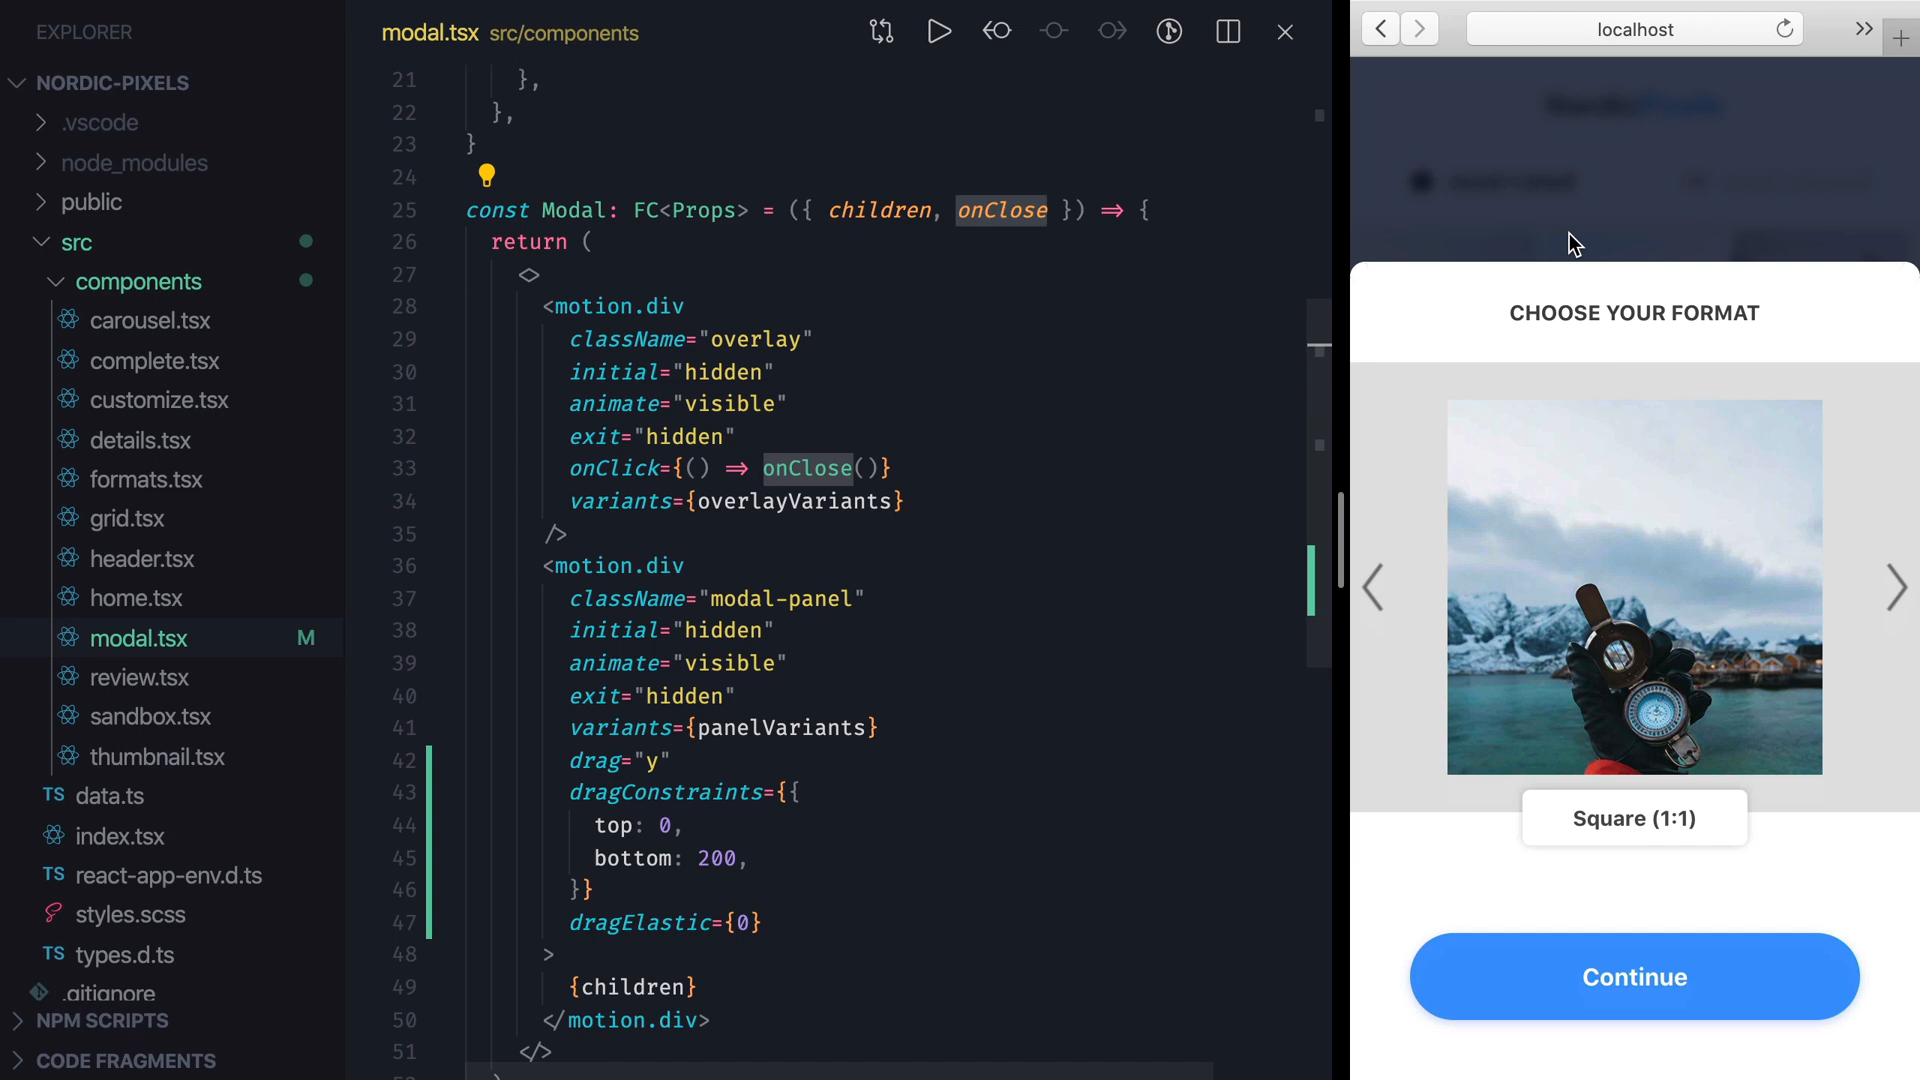 EXPLORER
NORDIC-PIXELS
.vscode
node_modules
public
src
components
carousel.tsx
complete.tsx
customize.tsx
details.tsx
formats.tsx
grid.tsx
header.tsx
home.tsx
modal.tsx M
review.tsx
sandbox.tsx
thumbnail.tsx
TS data.ts
index.tsx
TS react-app-env.d.ts
styles.scss
TS types.d.ts
.gitignore
NPM SCRIPTS
CODE FRAGMENTS
modal.tsx src/components
21 },
22 },
23 }
24
25 const Modal: FC<Props> = ({ children, onClose }) => {
26 return (
27 <>
28 <motion.div
29 className="overlay"
30 initial="hidden"
31 animate="visible"
32 exit="hidden"
33 onClick={() => onClose()}
34 variants={overlayVariants}
35 />
36 <motion.div
37 className="modal-panel"
38 initial="hidden"
39 animate="visible"
40 exit="hidden"
41 variants={panelVariants}
42 drag="y"
43 dragConstraints={{
44 top: 0,
45 bottom: 200,
46 }}
47 dragElastic={0}
48 >
49 {children}
50 </motion.div>
51 </>
localhost
CHOOSE YOUR FORMAT
Square (1:1)
Continue